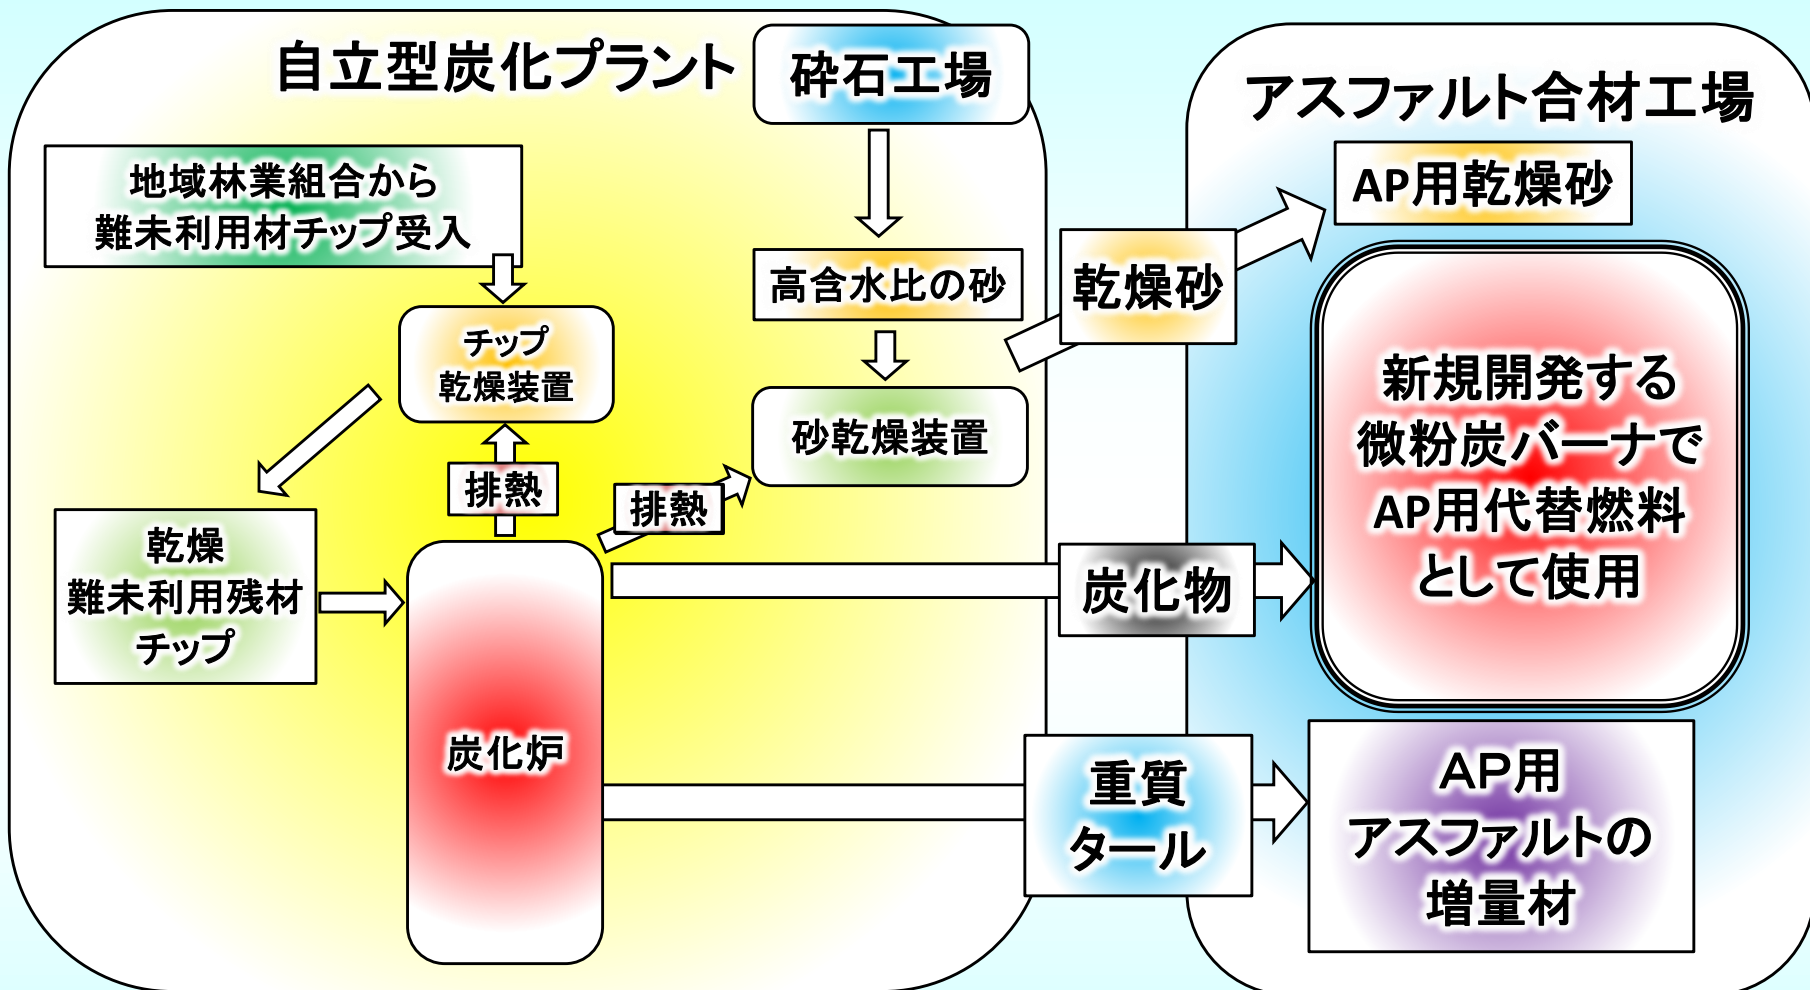 自立型炭化プラント
砕石工場
地域林業組合から
難未利用材チップ受入
高含水比の砂
チップ
乾燥装置
砂乾燥装置
排熱
排熱
乾燥
難未利用残材
チップ
炭化炉
乾燥砂
炭化物
重質
タール
アスファルト合材工場
AP用乾燥砂
新規開発する
微粉炭バーナで
AP用代替燃料
として使用
AP用
アスファルトの
増量材